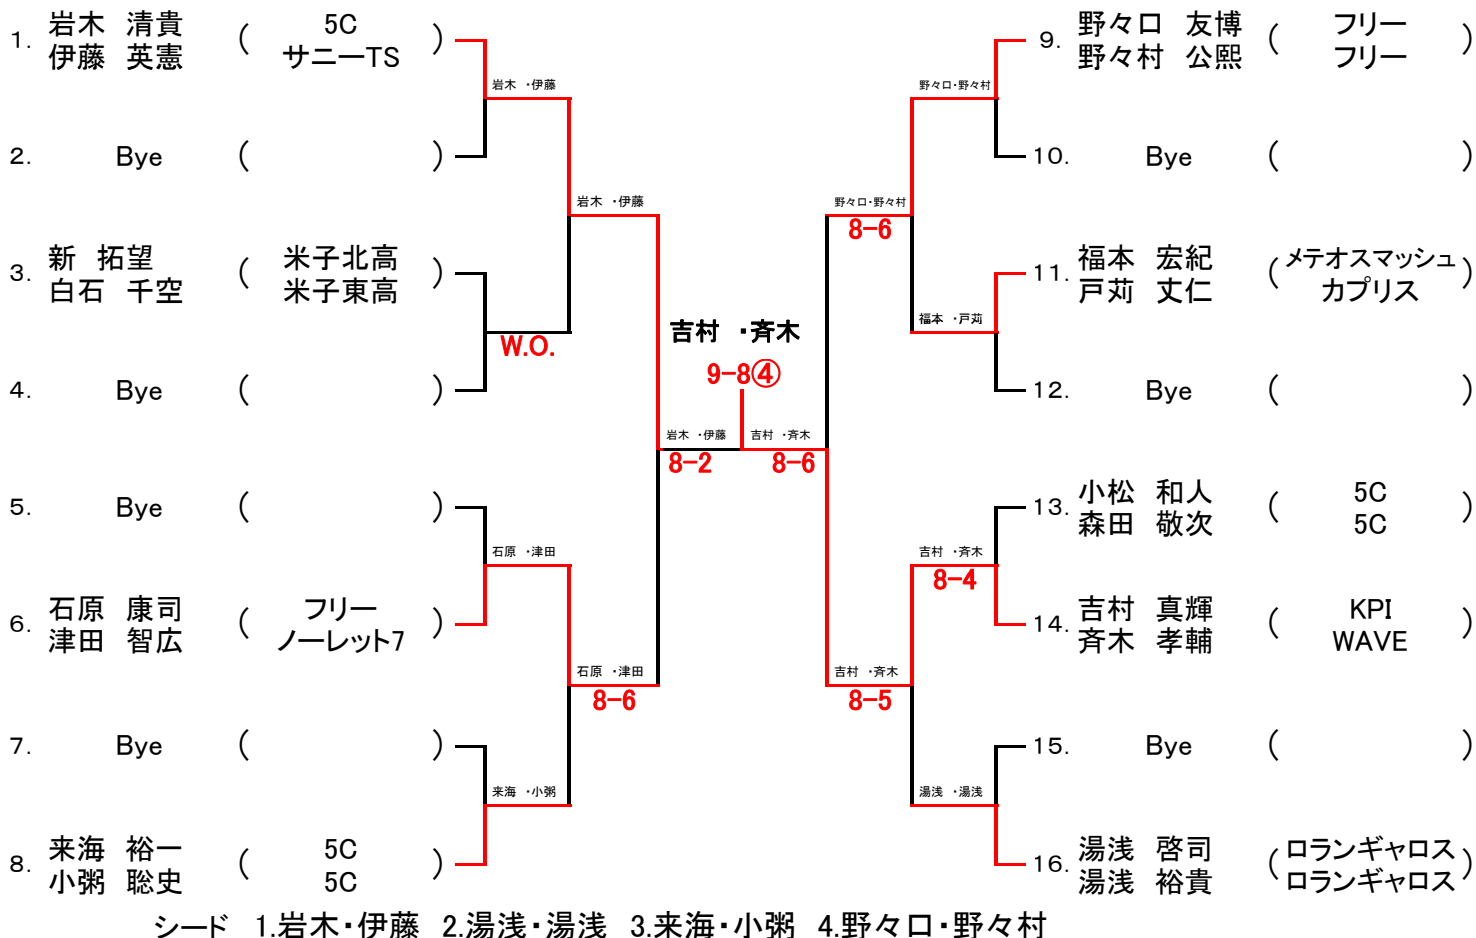 1. 岩木 清貴 ( 5C )
伊藤 英憲 サニーTS
岩木 ・伊藤
2. Bye ( )
岩木 ・伊藤
3. 新 拓望 ( 米子北高 )
白石 千空 米子東高
W.O.
4. Bye ( )
岩木 ・伊藤
8-2
5. Bye ( )
石原 ・津田
6. 石原 康司 ( フリー )
津田 智広 ノーレット7
石原 ・津田
8-6
7. Bye ( )
来海 ・小粥
8. 来海 裕一 ( 5C )
小粥 聡史 5C
吉村 ・斉木
9-8④
9. 野々口 友博 ( フリー )
野々村 公熙 フリー
野々口・野々村
10. Bye ( )
野々口・野々村
8-6
11. 福本 宏紀 ( メテオスマッシュ )
戸苅 丈仁 カプリス
福本 ・戸苅
12. Bye ( )
吉村 ・斉木
8-6
13. 小松 和人 ( 5C )
森田 敬次 5C
吉村 ・斉木
8-4
14. 吉村 真輝 ( KPI )
斉木 孝輔 WAVE
吉村 ・斉木
8-5
15. Bye ( )
湯浅 ・湯浅
16. 湯浅 啓司 ( ロランギャロス )
湯浅 裕貴 ロランギャロス
シード 1.岩木・伊藤 2.湯浅・湯浅 3.来海・小粥 4.野々口・野々村